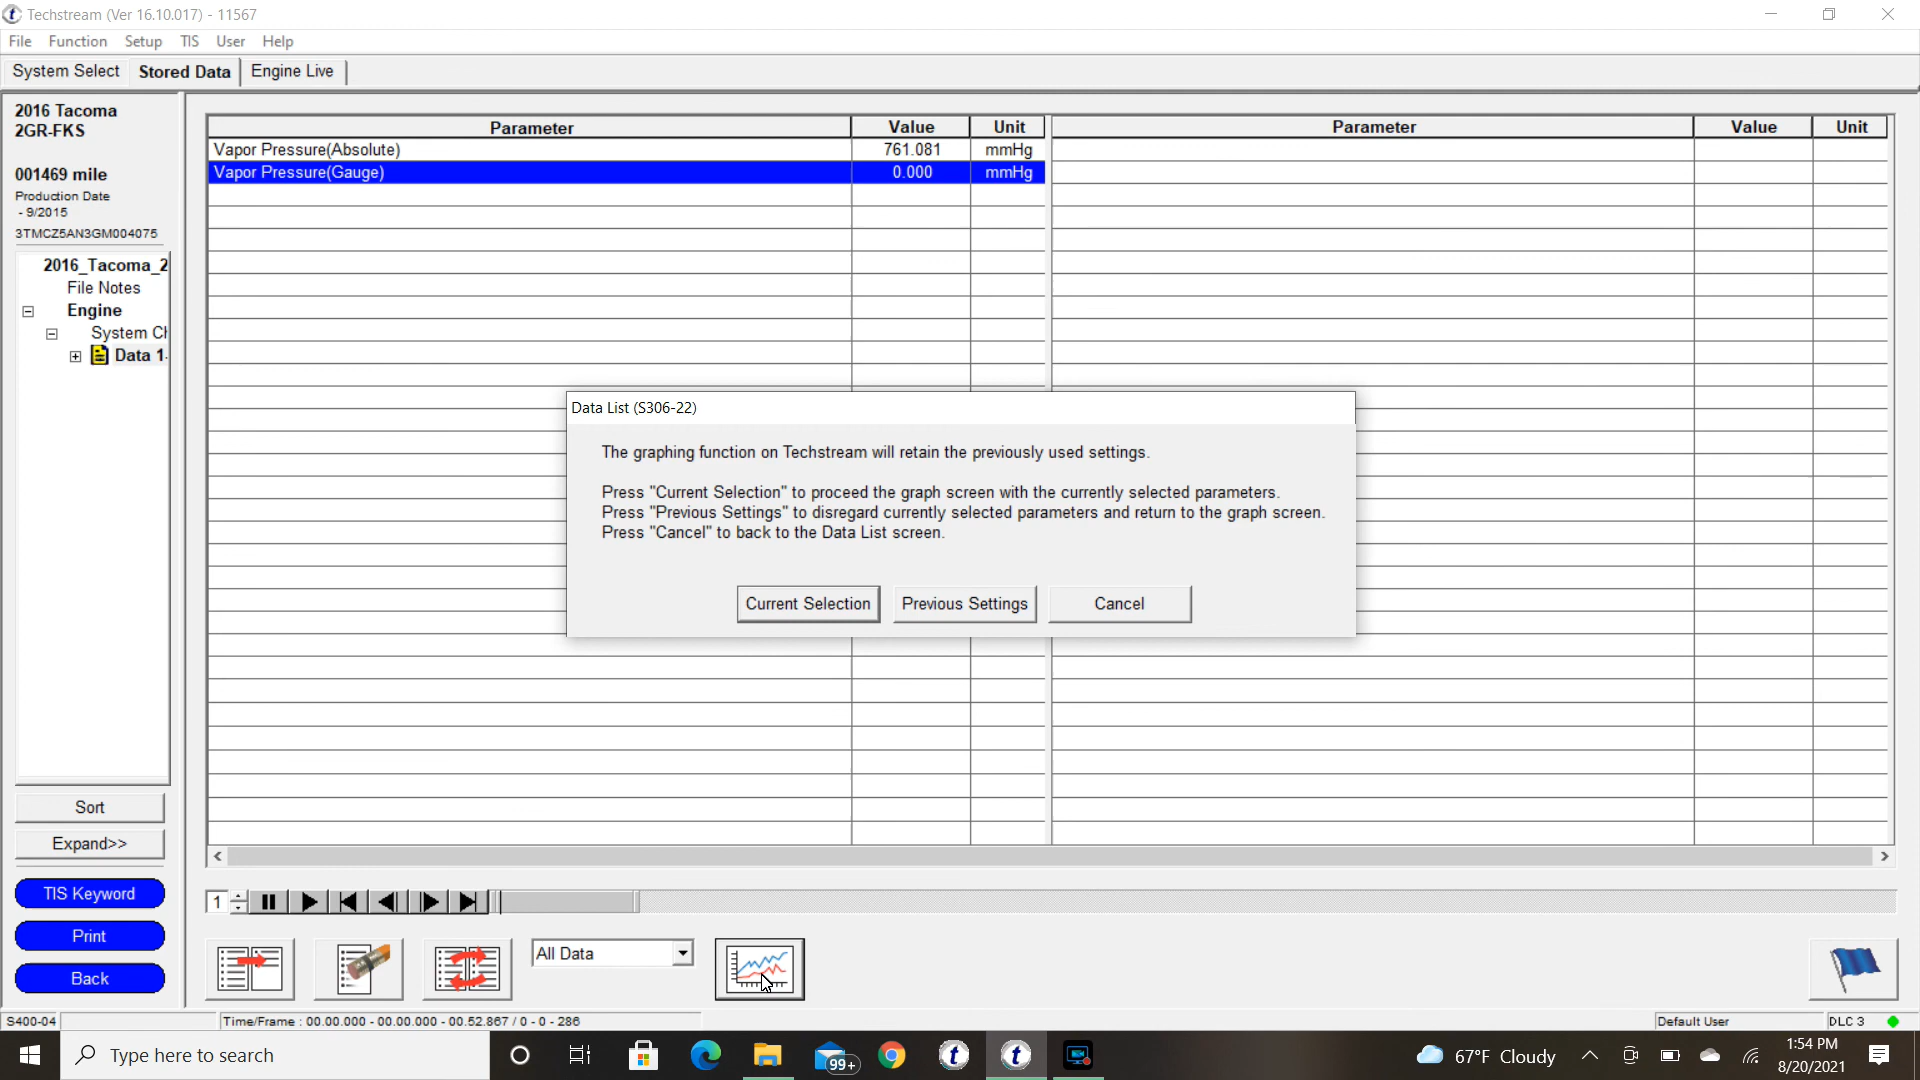 Techstream (Ver 16.10.017) - 11567
File Function Setup TIS User Help
System Select Stored Data Engine Live
2016 Tacoma
2GR-FKS
001469 mile
Production Date
- 9/2015
3TMCZ5AN3GM004075
2016_Tacoma_2
File Notes
Engine
System Ch
Data 1-
Sort
Expand>>
TIS Keyword
Print
Back
Parameter Value Unit Parameter Value Unit
Vapor Pressure(Absolute) 761.081 mmHg
Vapor Pressure(Gauge) 0.000 mmHg
Data List (S306-22)
The graphing function on Techstream will retain the previously used settings.
Press "Current Selection" to proceed the graph screen with the currently selected parameters.
Press "Previous Settings" to disregard currently selected parameters and return to the graph screen.
Press "Cancel" to back to the Data List screen.
Current Selection Previous Settings Cancel
1
All Data
S400-04 Time/Frame : 00.00.000 - 00.00.000 - 00.52.867 / 0 - 0 - 286 Default User DLC 3
Type here to search
99+
67°F Cloudy
1:54 PM
8/20/2021